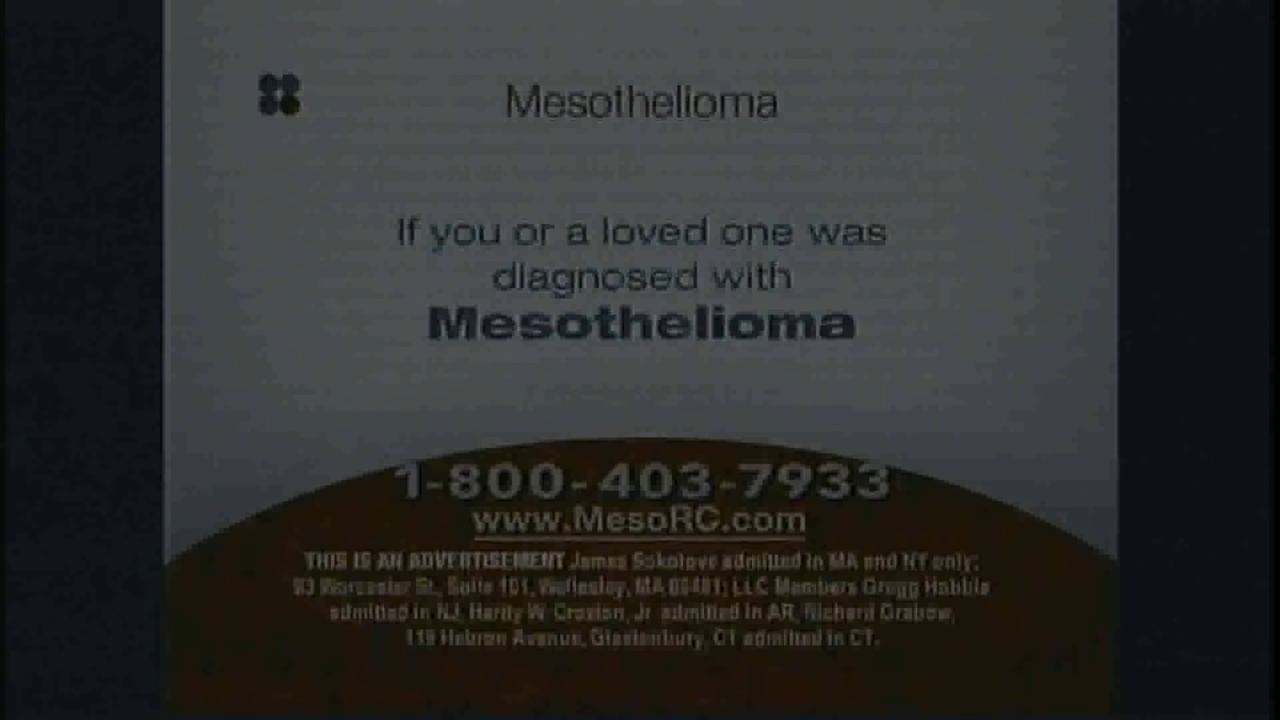 Mesothelioma
If you or a loved one was
diagnosed with
Mesothelioma
1-800-403-7933
www.MesoRC.com
THIS IS AN ADVERTISEMENT James Sokolove admitted in MA and NY only;
93 Worcester St., Suite 101, Wellesley, MA 02481; LLC Members Gregg
admitted in NJ, Hardy W. Croxton, Jr. admitted in AR, Richard
Hebron Avenue, Glastonbury, CT admitted in CT.